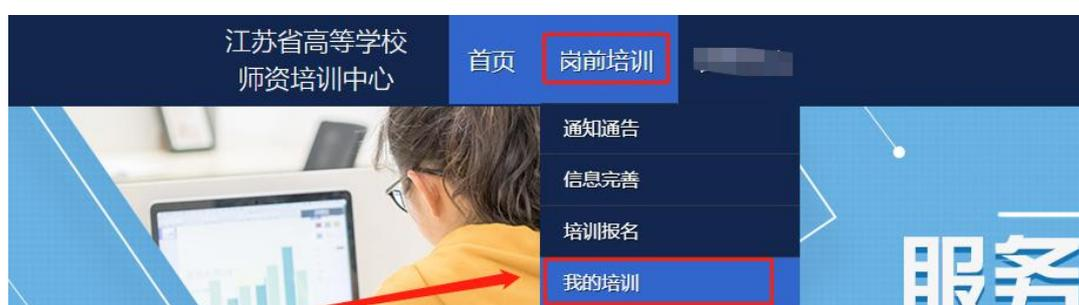 江苏省高等学校
师资培训中心
首页
岗前培训
通知通告
信息完善
培训报名
我的培训
服务